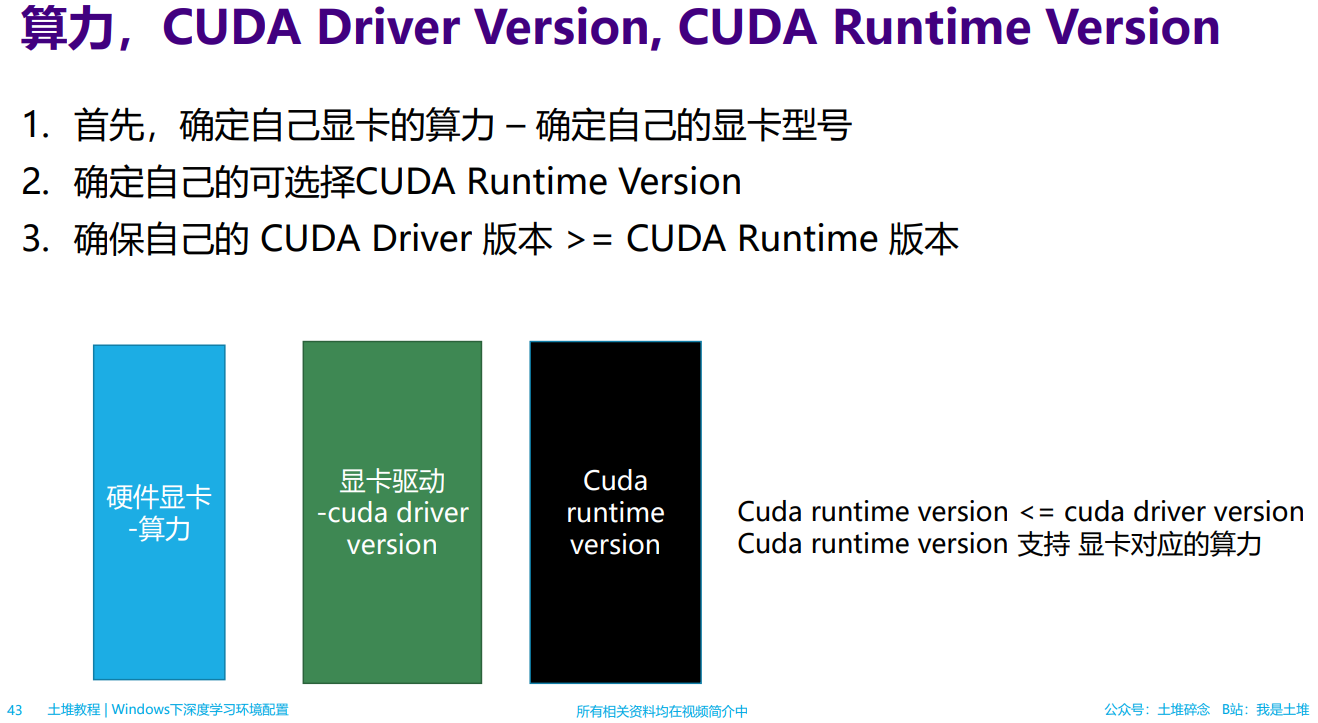 算力，CUDA Driver Version, CUDA Runtime Version
1. 首先，确定自己显卡的算力 – 确定自己的显卡型号
2. 确定自己的可选择CUDA Runtime Version
3. 确保自己的 CUDA Driver 版本 >= CUDA Runtime 版本
硬件显卡
-算力
显卡驱动
-cuda driver
version
Cuda
runtime
version
Cuda runtime version <= cuda driver version
Cuda runtime version 支持 显卡对应的算力
43 土堆教程 | Windows下深度学习环境配置
所有相关资料均在视频简介中
公众号：土堆碎念 B站：我是土堆